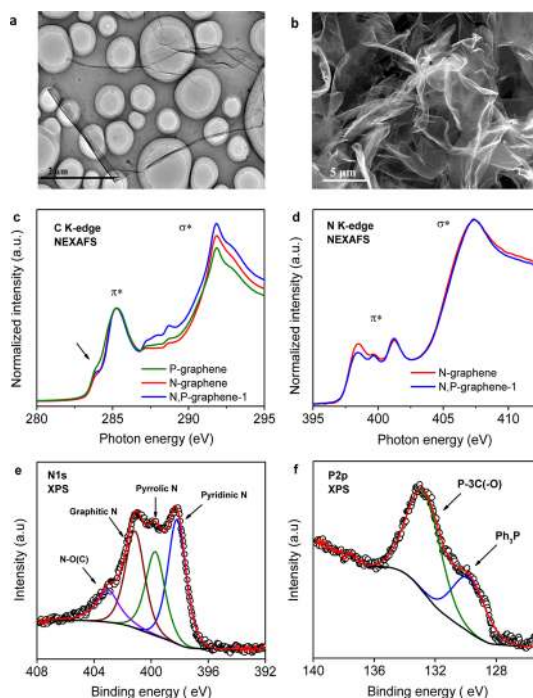 a
2 μm
b
5 μm
c
C K-edge
NEXAFS
σ*
π*
P-graphene
N-graphene
N,P-graphene-1
Normalized intensity (a.u.)
280 285 290 295
Photon energy (eV)
d
N K-edge
NEXAFS
σ*
π*
N-graphene
N,P-graphene-1
Normalized intensity (a.u.)
395 400 405 410
Photon energy (eV)
e
N1s
XPS
Pyrrolic N
Graphitic N
Pyridinic N
N-O(C)
Intensity (a.u)
408 404 400 396 392
Binding energy ( eV)
f
P2p
XPS
P-3C(-O)
Ph₃P
Intensity (a.u.)
140 136 132 128
Binding energy ( eV)